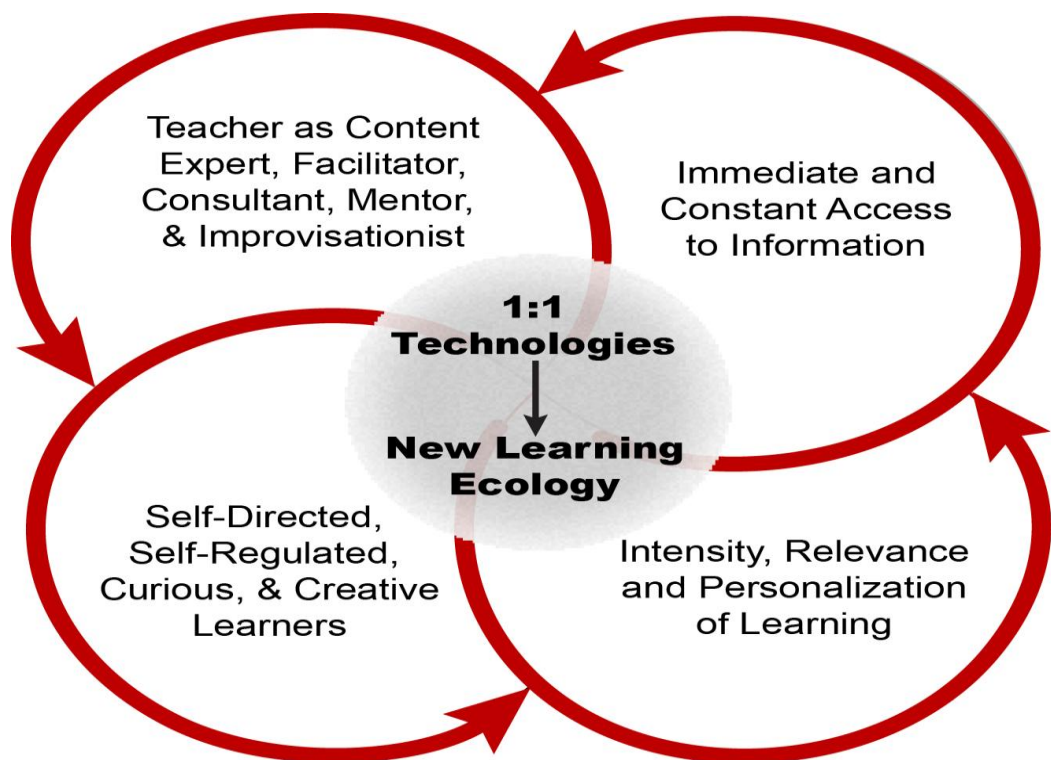 Teacher as Content
Expert, Facilitator,
Consultant, Mentor,
& Improvisationist
Immediate and
Constant Access
to Information
1:1
Technologies
New Learning
Ecology
Self-Directed,
Self-Regulated,
Curious, & Creative
Learners
Intensity, Relevance
and Personalization
of Learning